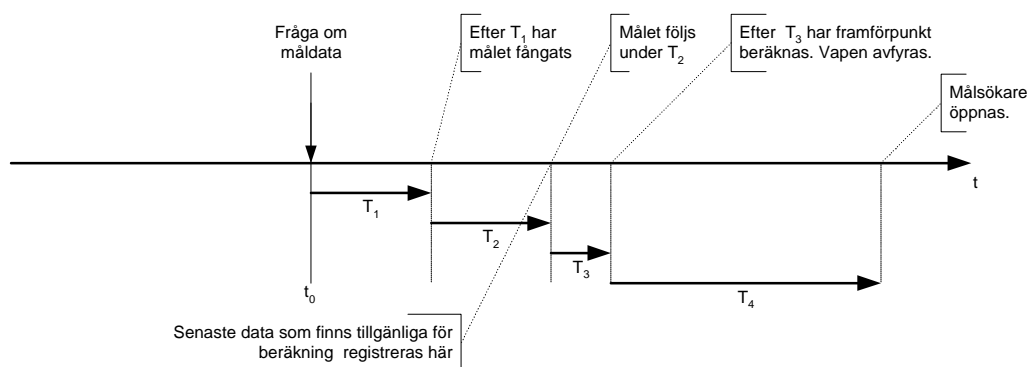 Fråga om
måldata
Efter T₁ har
målet fångats
Målet följs
under T₂
Efter T₃ har framförpunkt
beräknas. Vapen avfyras.
Målsökare
öppnas.
t
T₁
T₂
T₃
T₄
t₀
Senaste data som finns tillgänliga för
beräkning registreras här